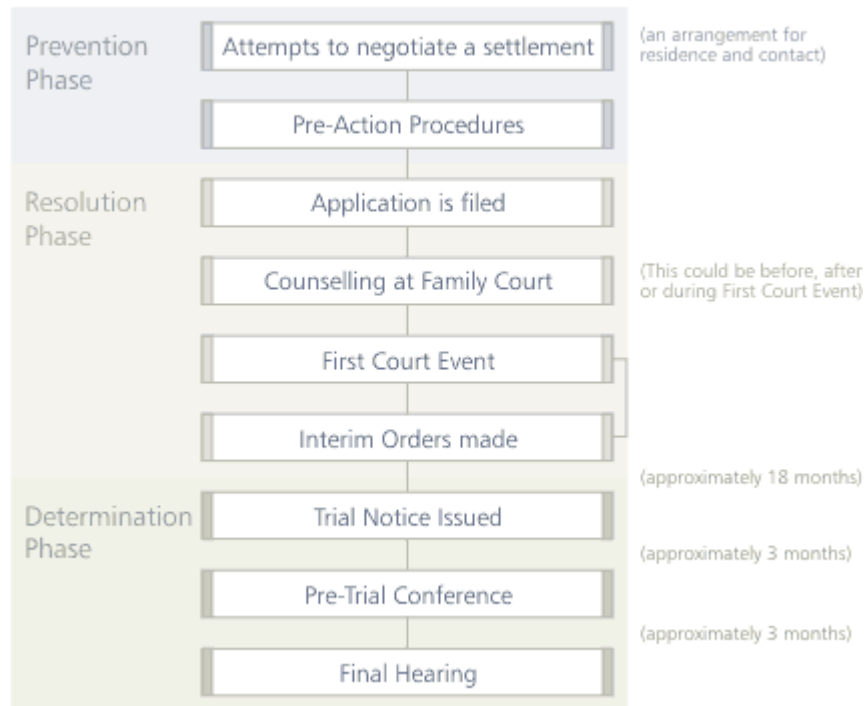 Prevention
Phase
Attempts to negotiate a settlement
(an arrangement for
residence and contact)
Pre-Action Procedures
Resolution
Phase
Application is filed
Counselling at Family Court
(This could be before, after
or during First Court Event)
First Court Event
Interim Orders made
(approximately 18 months)
Determination
Phase
Trial Notice Issued
(approximately 3 months)
Pre-Trial Conference
(approximately 3 months)
Final Hearing